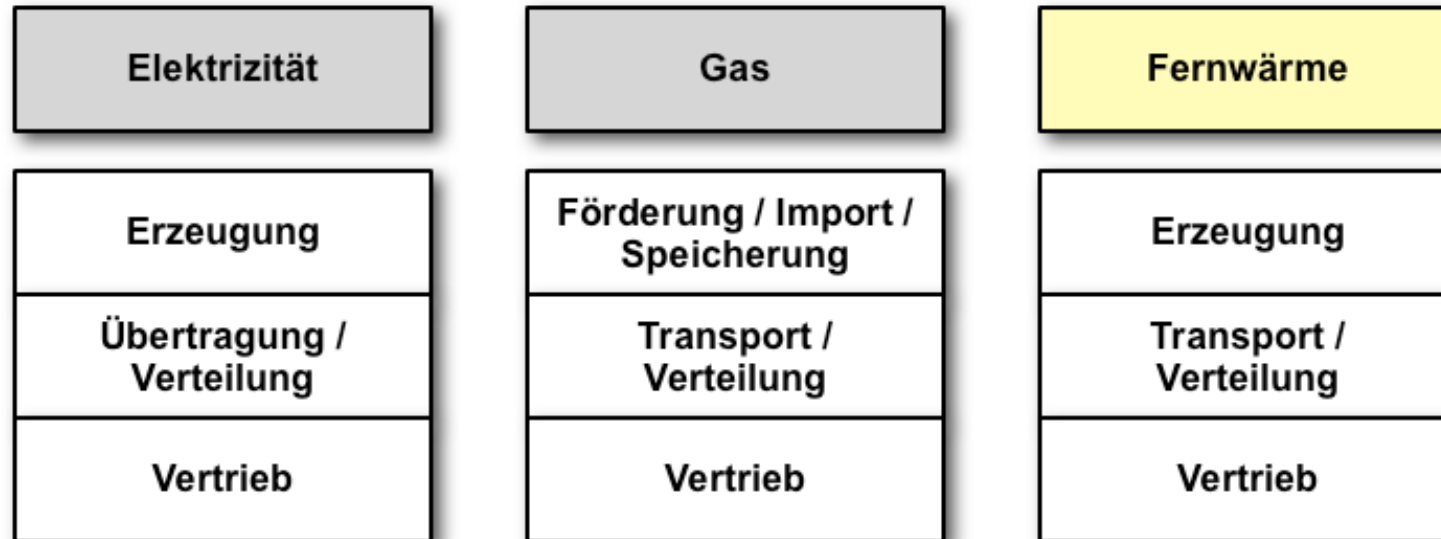 Elektrizität
Gas
Fernwärme
Erzeugung
Förderung / Import /
Speicherung
Erzeugung
Übertragung /
Verteilung
Transport /
Verteilung
Transport /
Verteilung
Vertrieb
Vertrieb
Vertrieb